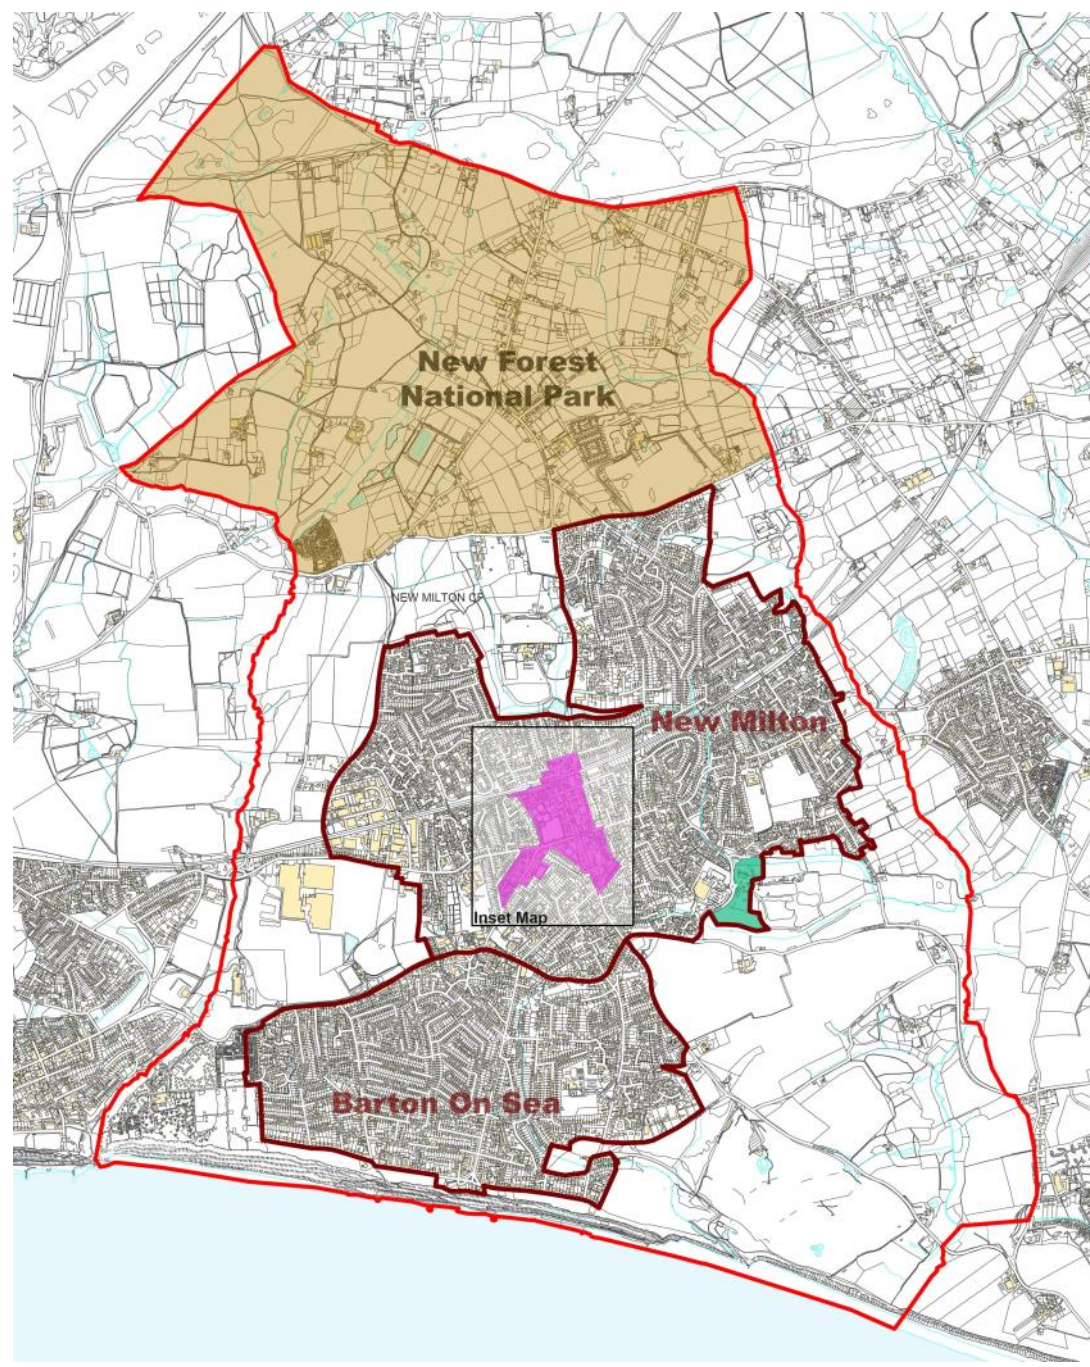 New Forest
National Park
NEW MILTON CP
New Milton
Inset Map
Barton On Sea